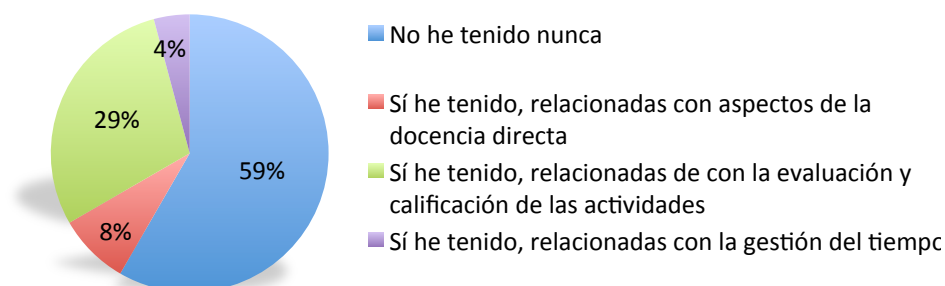 4%
29%
59%
8%
No he tenido nunca
Sí he tenido, relacionadas con aspectos de la
docencia directa
Sí he tenido, relacionadas de con la evaluación y
calificación de las actividades
Sí he tenido, relacionadas con la gestión del tiempo